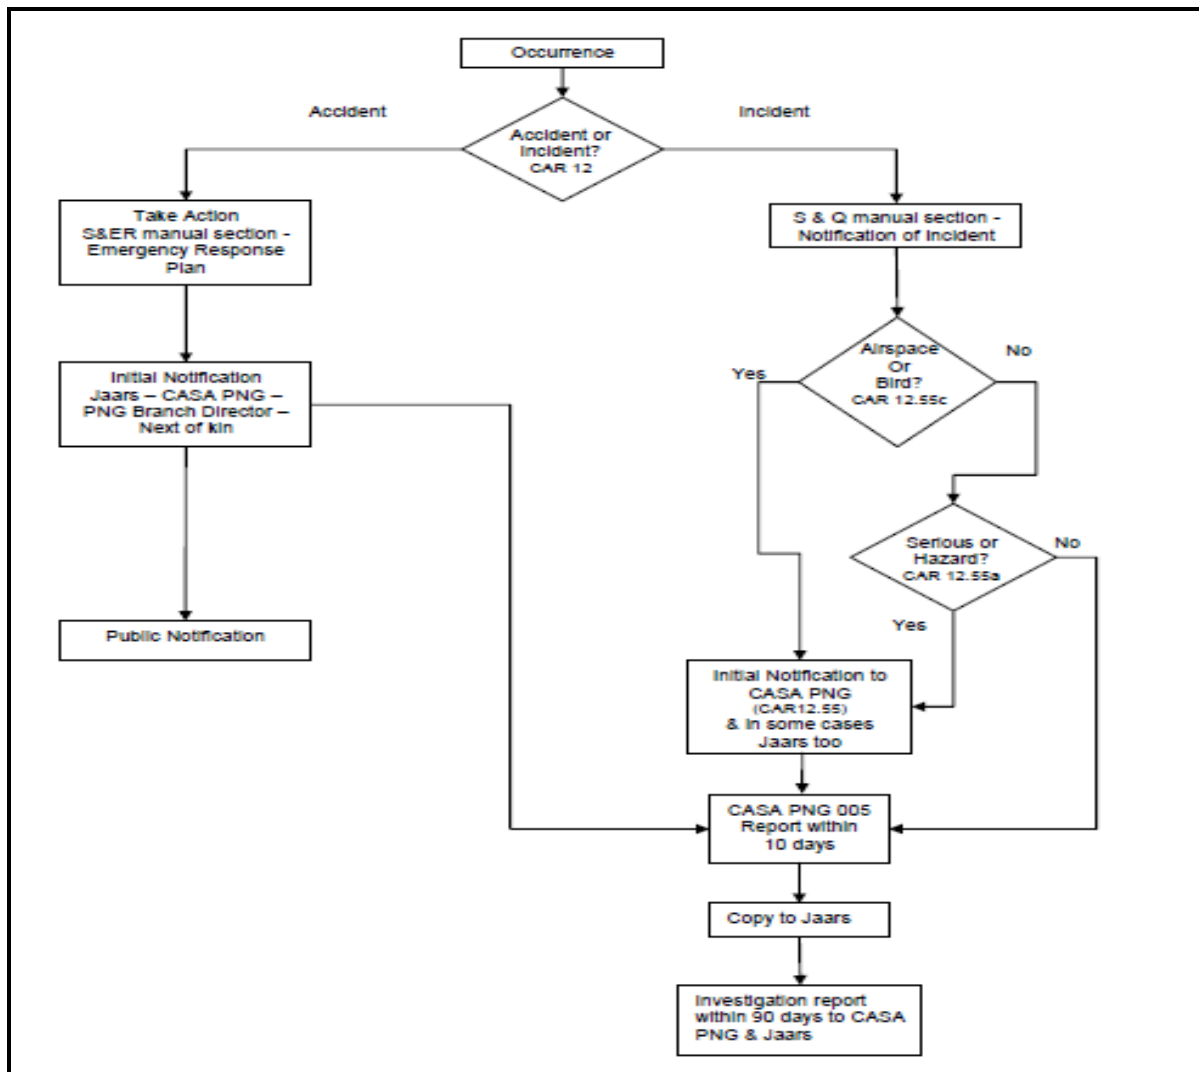 Occurrence
Accident
Incident
Accident or
Incident?
CAR 12
Take Action
S&ER manual section -
Emergency Response
Plan
S & Q manual section -
Notification of Incident
Initial Notification
Jaars – CASA PNG –
PNG Branch Director –
Next of kin
Airspace
Or
Bird?
CAR 12.55c
Yes
No
Serious or
Hazard?
CAR 12.55a
No
Yes
Public Notification
Initial Notification to
CASA PNG
(CAR12.55)
& in some cases
Jaars too
CASA PNG 005
Report within
10 days
Copy to Jaars
Investigation report
within 90 days to CASA
PNG & Jaars